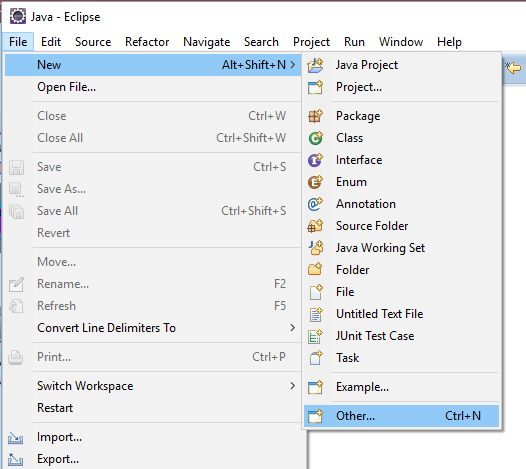 Java - Eclipse
File Edit Source Refactor Navigate Search Project Run Window Help
New Alt+Shift+N
Open File...
Close Ctrl+W
Close All Ctrl+Shift+W
Save Ctrl+S
Save As...
Save All Ctrl+Shift+S
Revert
Move...
Rename... F2
Refresh F5
Convert Line Delimiters To
Print... Ctrl+P
Switch Workspace
Restart
Import...
Export...
Java Project
Project...
Package
Class
Interface
Enum
Annotation
Source Folder
Java Working Set
Folder
File
Untitled Text File
JUnit Test Case
Task
Example...
Other... Ctrl+N